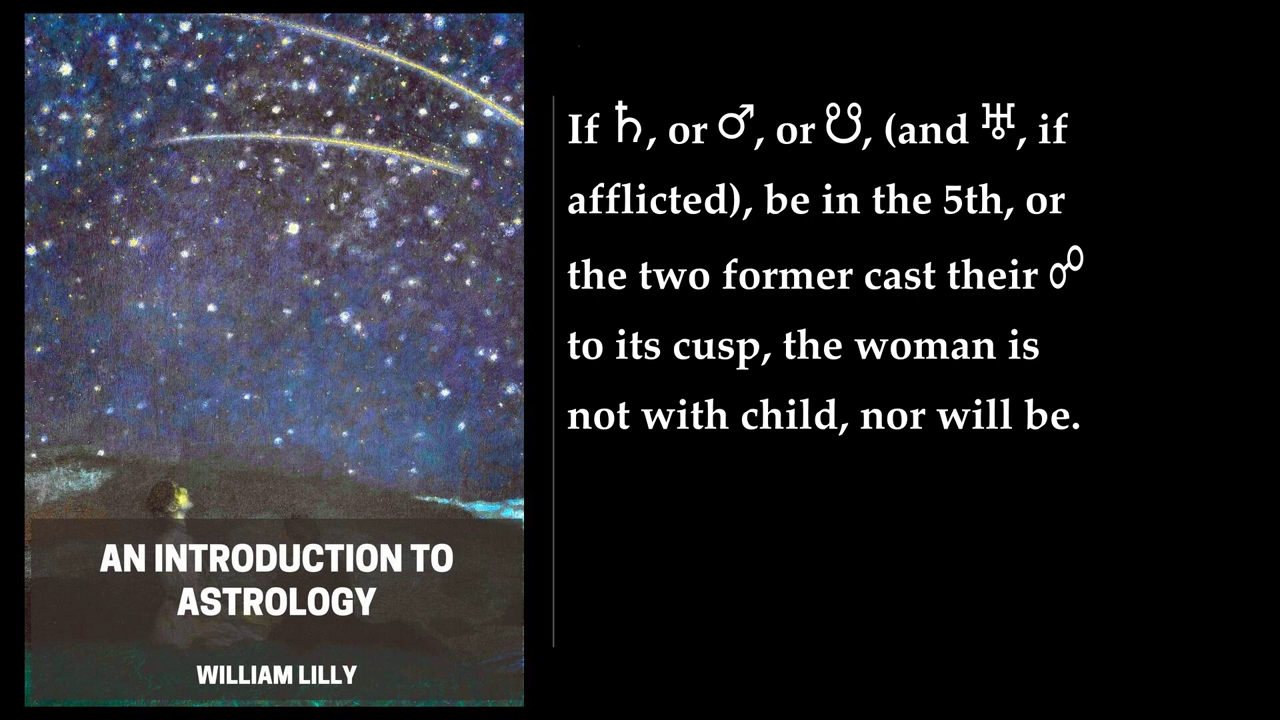 AN INTRODUCTION TO
ASTROLOGY
WILLIAM LILLY
If ♄, or ♂, or ☋, (and ♅, if
afflicted), be in the 5th, or
the two former cast their ☍
to its cusp, the woman is
not with child, nor will be.